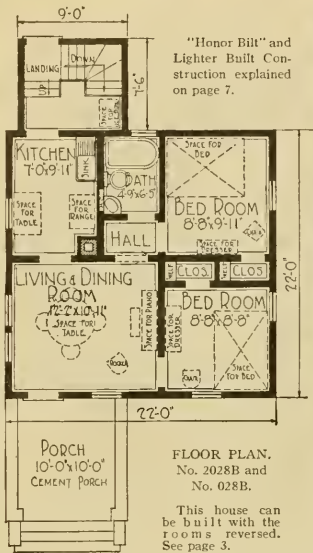 9'-0"
"Honor Bilt" and
Lighter Built Con-
struction explained
on page 7.
LANDING
DOWN
UP
7'-6"
KITCHEN
7'-0"x9'-11"
SINK
SPACE
FOR
TABLE
SPACE
FOR
RANGE
BATH
4'-9"x6'-5"
SPACE FOR
BED
BED ROOM
8'-8"x9'-11"
SPACE FOR
DRESSER
HALL
CLOS.
CLOS.
22'-0"
LIVING & DINING
ROOM
SPACE FOR
TABLE
SPACE FOR PIANO
ROCKER
SPACE FOR
DRESSER
BED ROOM
8'-8"x8'-8"
SPACE
FOR BED
22'-0"
PORCH
10'-0"x10'-0"
CEMENT PORCH
FLOOR PLAN.
No. 2028B and
No. 028B.
This house can
be built with the
rooms reversed.
See page 3.